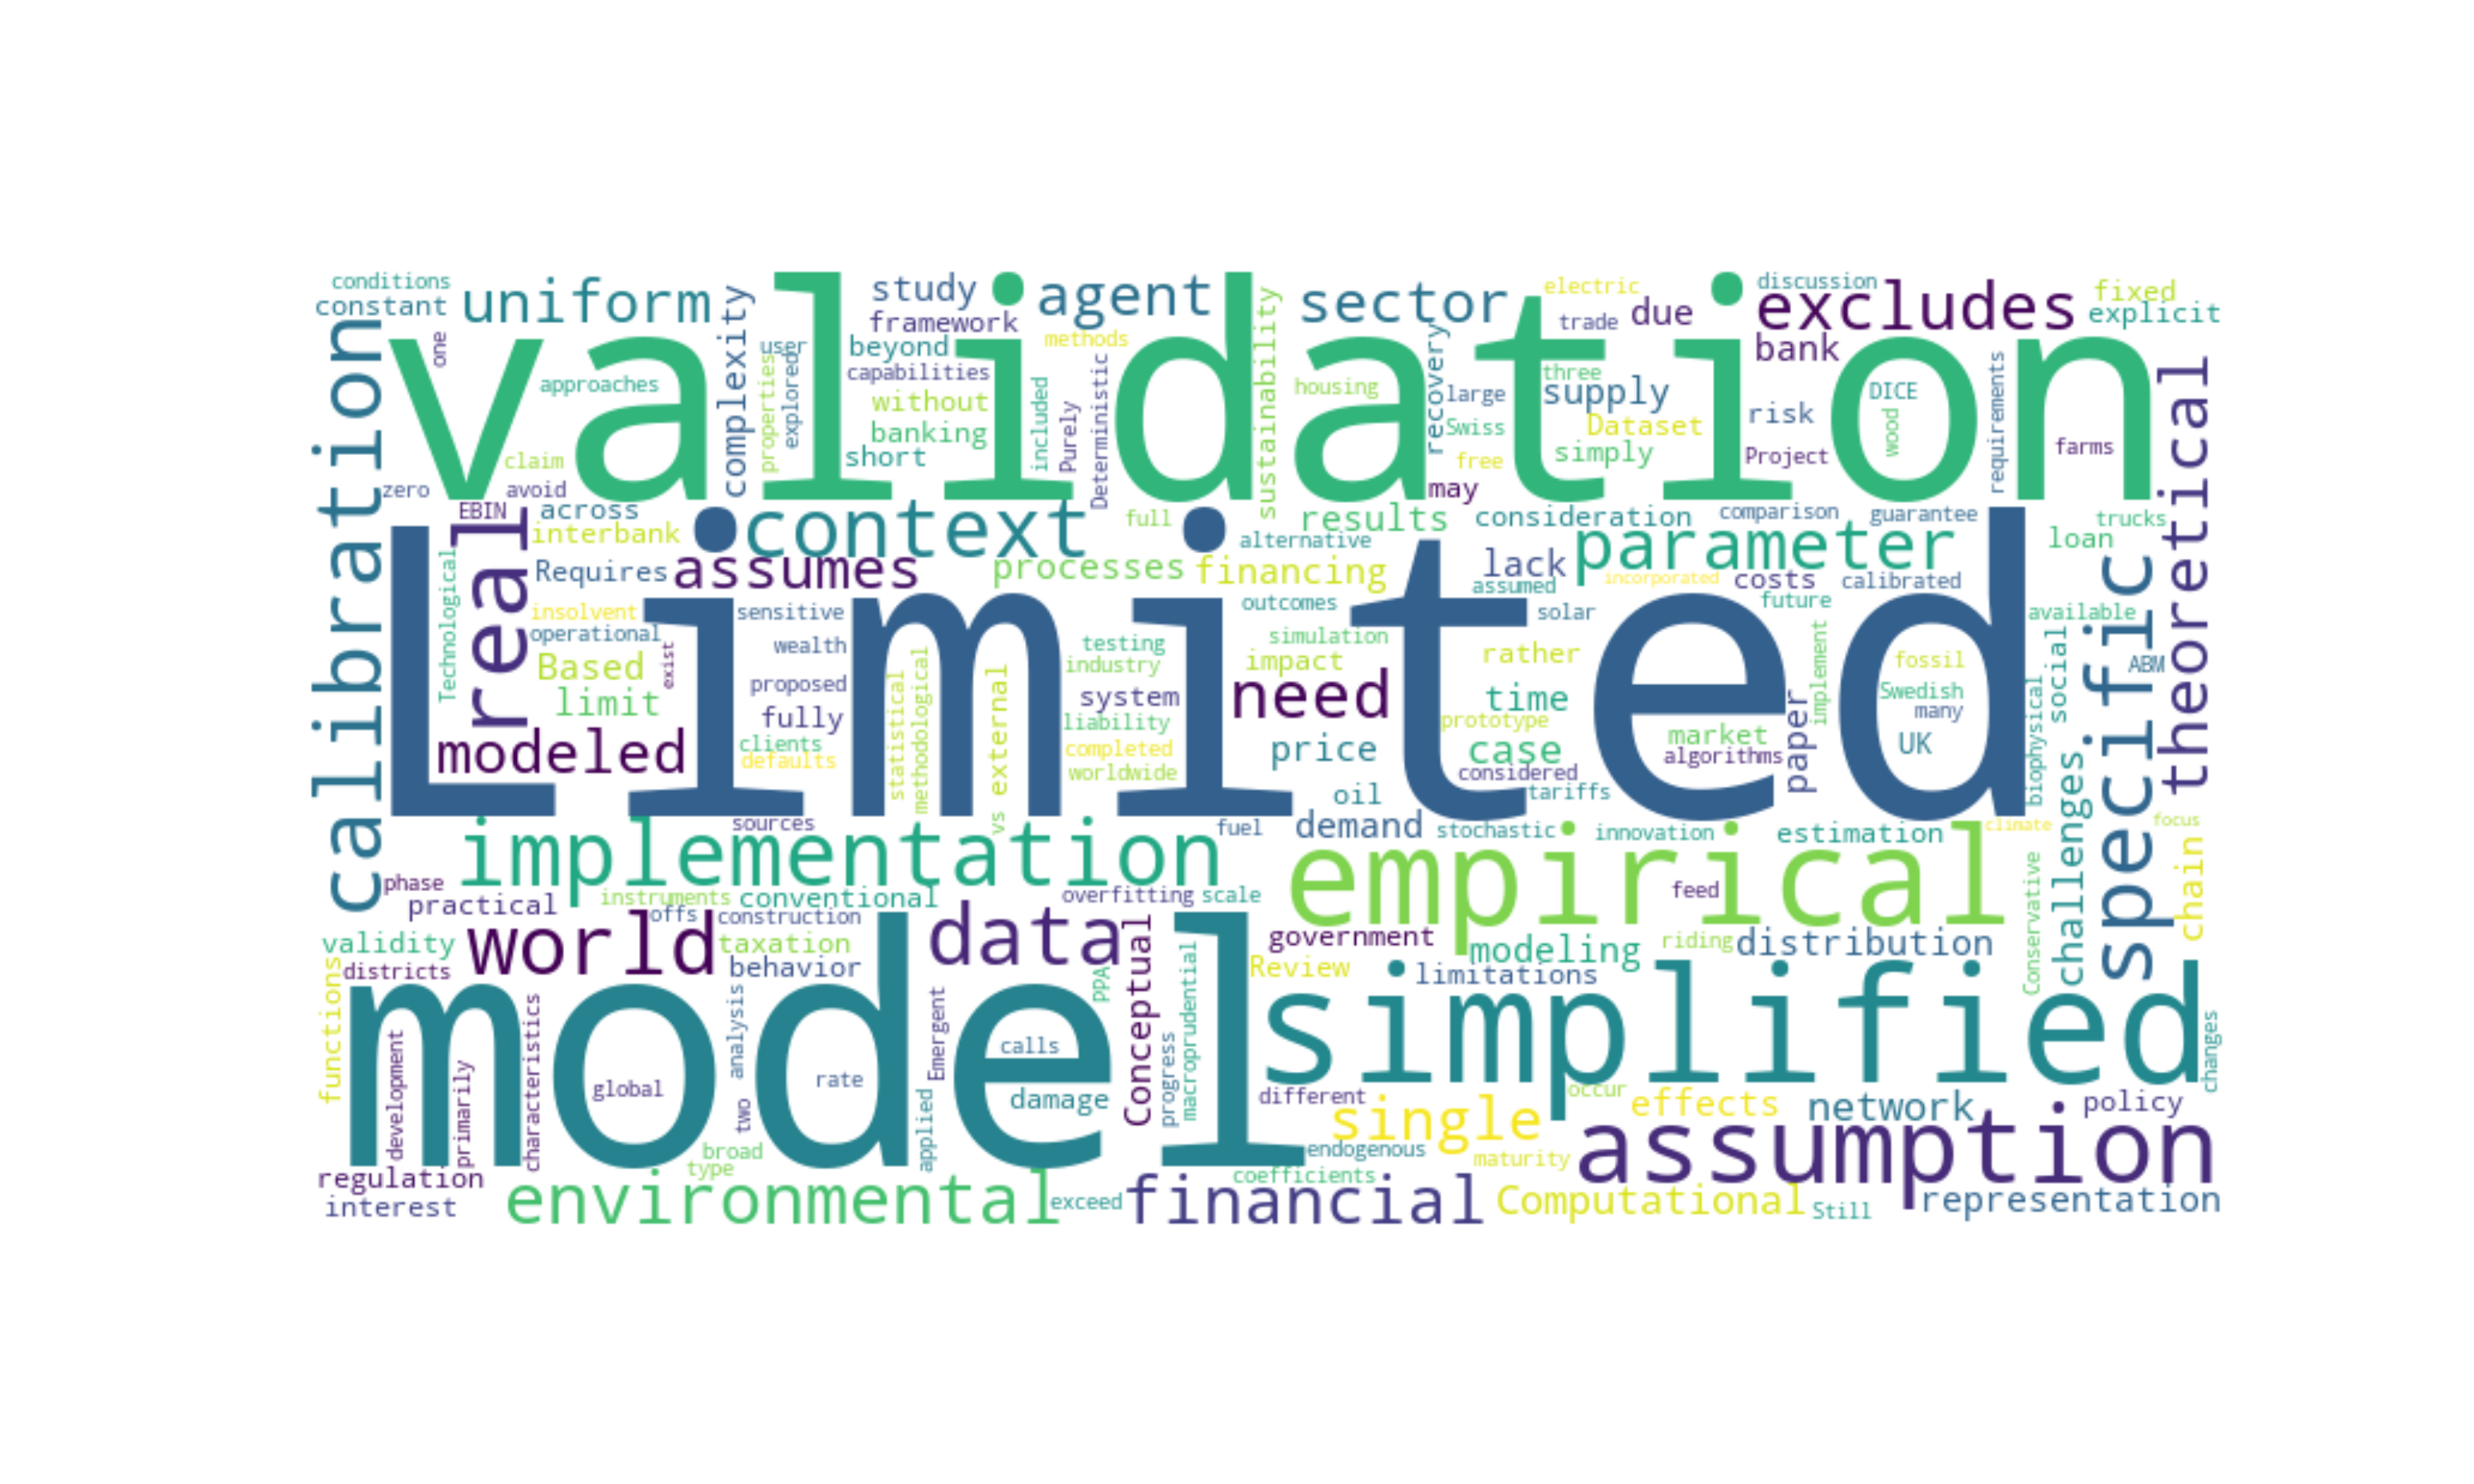 conditions
constant
uniform
complexity
study
framework
agent
sector
electric
trade
due
discussion
excludes
fixed
explicit
validation
calibration
one
approaches
claim
zero
avoid
user
properties
explored
beyond
capabilities
without
banking
short
included
Purely
methods
Deterministic
sustainability
housing
recovery
large
Swiss
free
may
three
supply
Dataset
simply
bank
risk
Project
DICE
wood
requirements
farms
theoretical
EBIN
across
interbank
real
Requires
assumes
context
full
processes
results
alternative
financing
consideration
lack
assumed
parameter
incorporated
comparison
costs
guarantee
calibrated
future
trucks
loan
specific
Limited
Technological
insolvent
operational
Based
exist
limit
modeled
sensitive
wealth
proposed
fully
clients
defaults
statistical
methodological
external
vs
testing
industry
system
liability
completed
worldwide
outcomes
simulation
impact
need
price
oil
solar
rather
time
prototype
case
considered
tariffs
market
algorithms
paper
implement
fossil
Swedish
many
UK
available
social
ABM
biophysical
challenges
sources
implementation
fuel
demand
stochastic
innovation
estimation
climate
focus
chain
phase
practical
instruments
conventional
overfitting
scale
empirical
feed
Conservative
offs
construction
validity
districts
functions
world
taxation
behavior
data
Conceptual
PPA
government
Review
modeling
limitations
riding
distribution
model
development
primarily
characteristics
global
analysis
two
rate
Emergent
applied
calls
damage
progress
macroprudential
simplified
changes
different
single
occur
effects
network
policy
regulation
interest
broad
type
environmental
exceed
endogenous
coefficients
financial
maturity
Computational
assumption
Still
representation